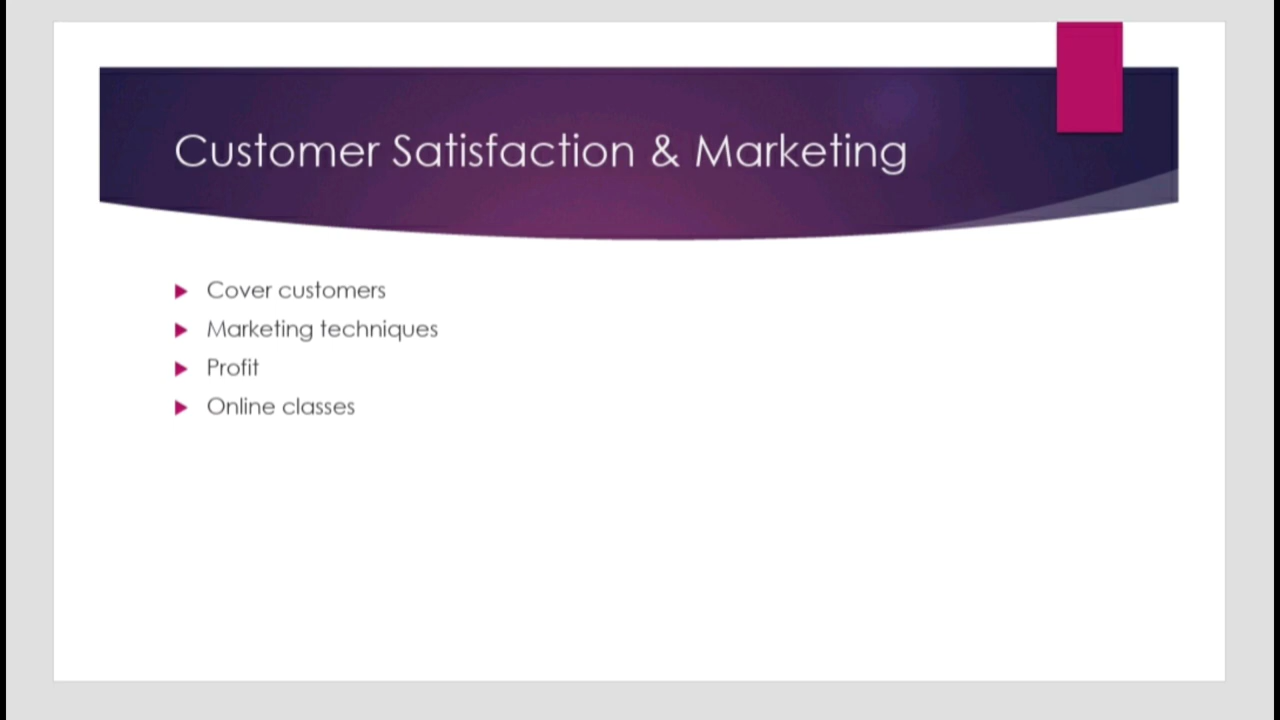 Customer Satisfaction & Marketing
Cover customers
Marketing techniques
Profit
Online classes